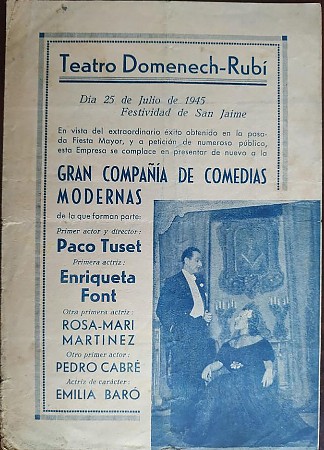 Teatro Domenech-Rubí
Día 25 de Julio de 1945
Festividad de San Jaime
En vista del extraordinario éxito obtenido en la pasa-
da Fiesta Mayor, y a petición de numeroso público,
esta Empresa se complace en presentar de nuevo a la
GRAN COMPAÑÍA DE COMEDIAS
MODERNAS
de la que forman parte:
Primer actor y director:
Paco Tuset
Primera actriz:
Enriqueta
Font
Otra primera actriz:
ROSA-MARI
MARTINEZ
Otro primer actor:
PEDRO CABRÉ
Actriz de carácter:
EMILIA BARÓ